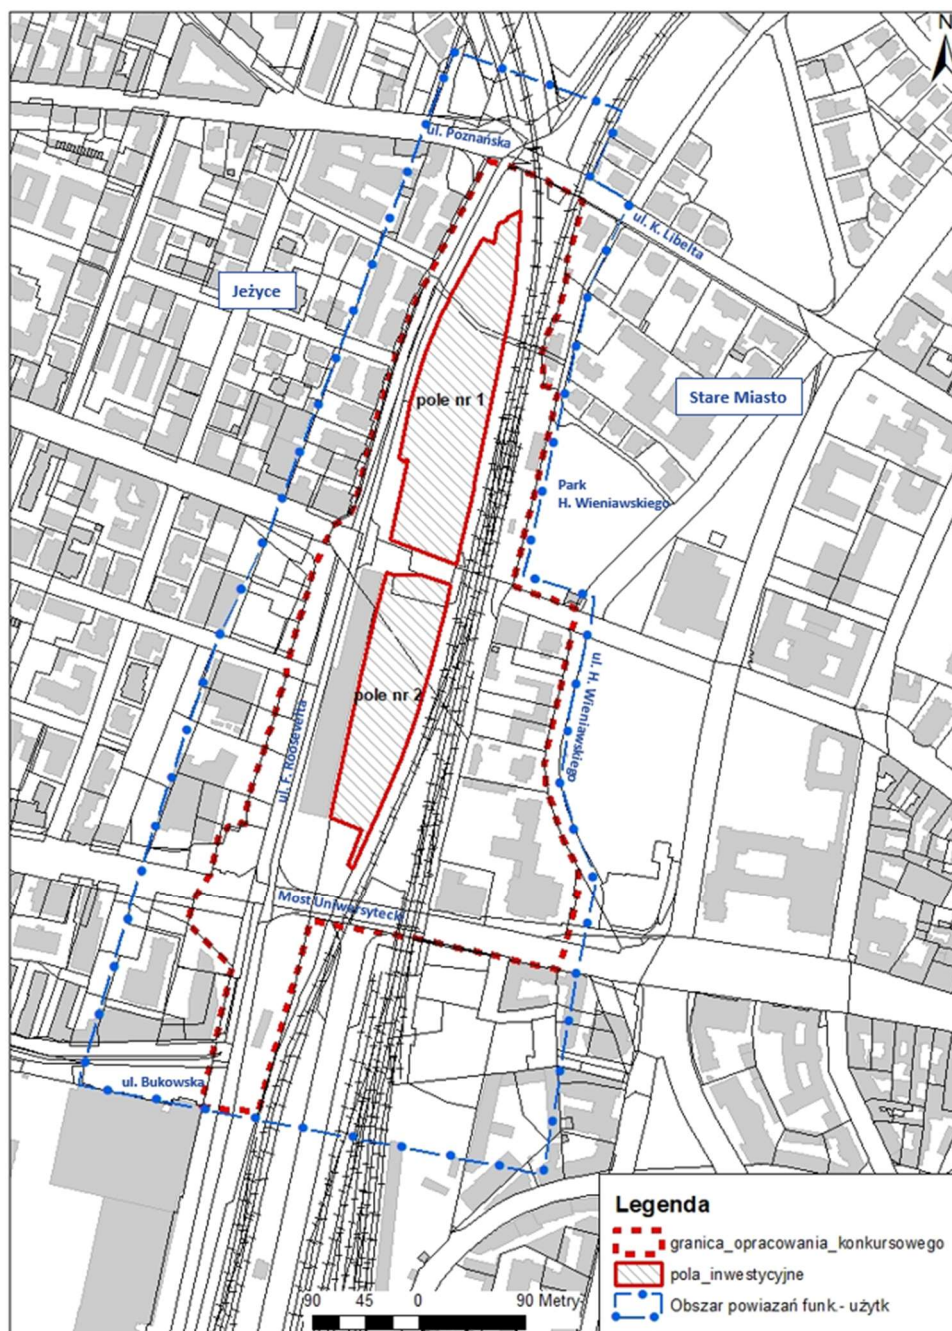 N
ul. Poznańska
ul. K. Libelta
Jeżyce
Stare Miasto
pole nr 1
Park
H. Wieniawskiego
ul. H. Wieniawskiego
pole nr 2
ul. F. Roosevelta
Most Uniwersytecki
ul. Bukowska
Legenda
granica_opracowania_konkursowego
pola_inwestycyjne
Obszar powiazań funk.- użytk
90 45 0 90 Metry